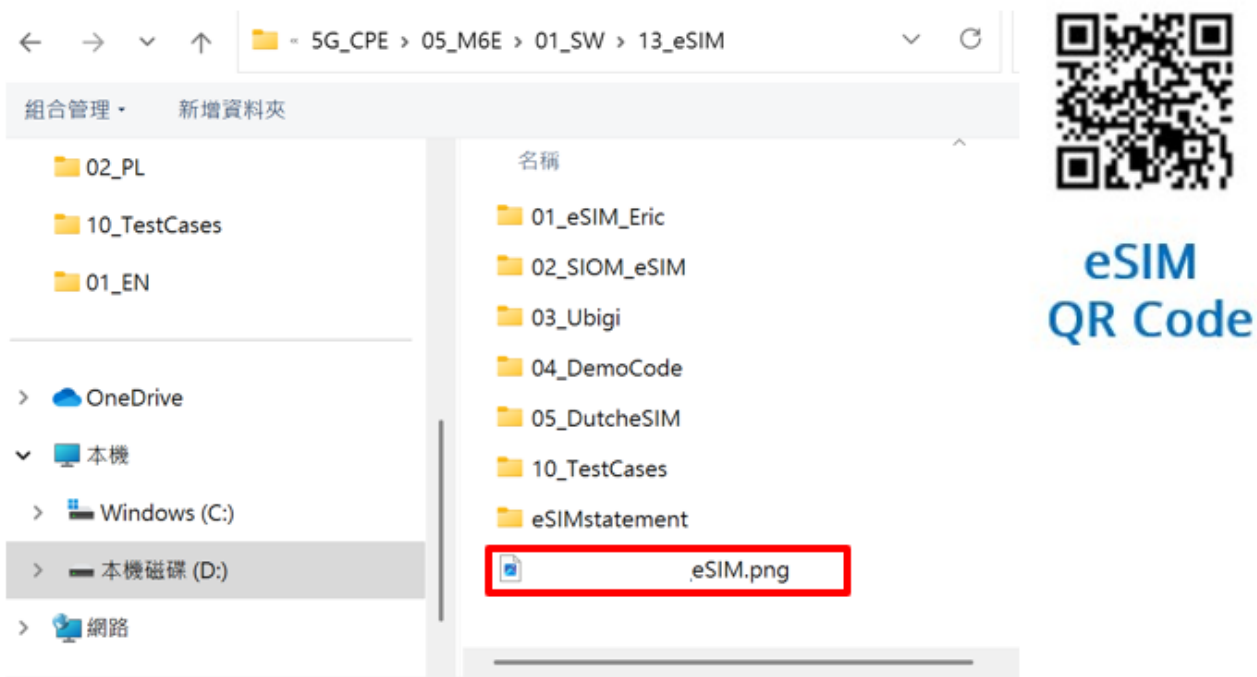 5G_CPE › 05_M6E › 01_SW › 13_eSIM
組合管理
新增資料夾
02_PL
10_TestCases
01_EN
OneDrive
本機
Windows (C:)
本機磁碟 (D:)
網路
名稱
01_eSIM_Eric
02_SIOM_eSIM
03_Ubigi
04_DemoCode
05_DutcheSIM
10_TestCases
eSIMstatement
eSIM.png
eSIM
QR Code